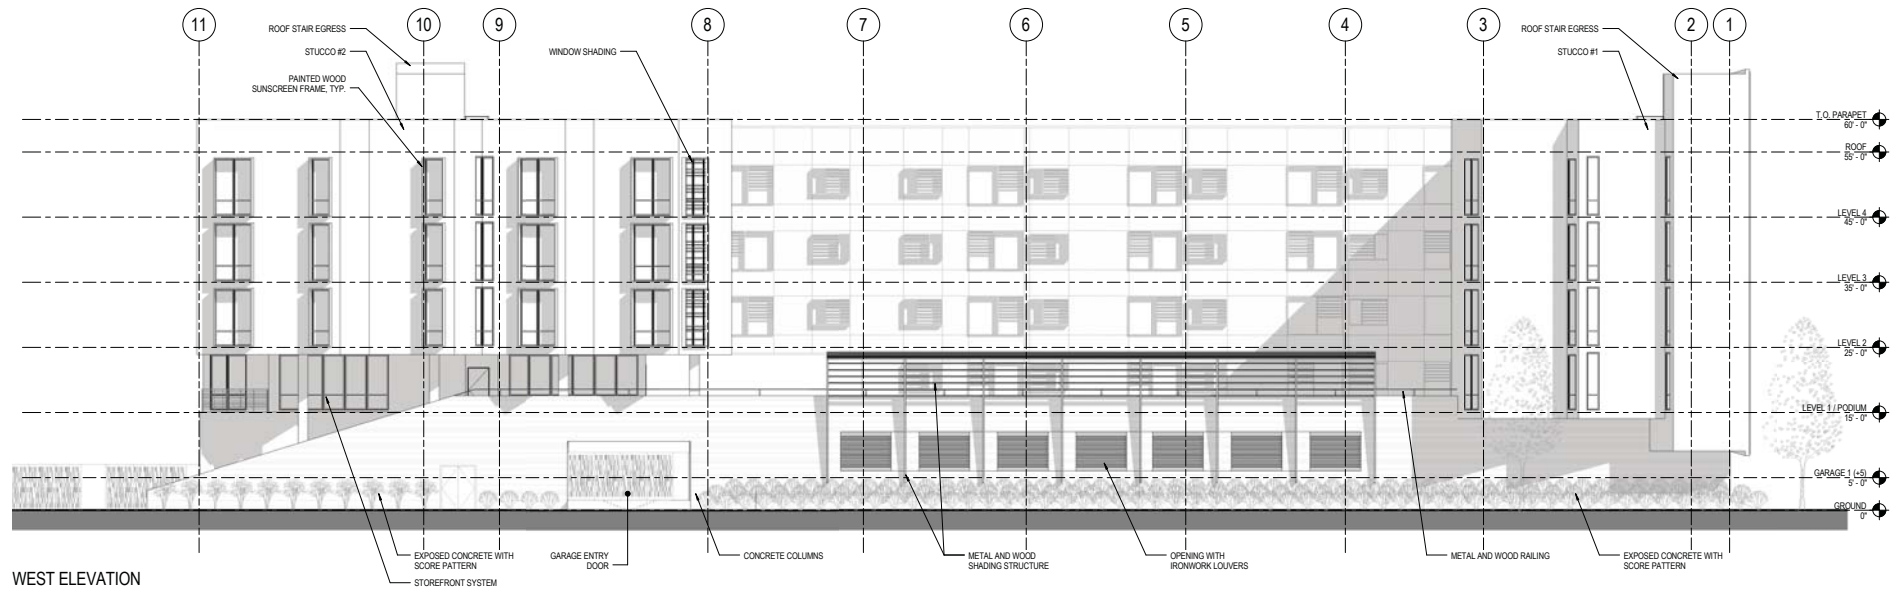 11
10
9
8
7
6
5
4
3
2
1
ROOF STAIR EGRESS
STUCCO #2
PAINTED WOOD
SUNSCREEN FRAME, TYP.
WINDOW SHADING
ROOF STAIR EGRESS
STUCCO #1
T.O. PARAPET
60' - 0"
ROOF
55' - 0"
LEVEL 4
45' - 0"
LEVEL 3
35' - 0"
LEVEL 2
25' - 0"
LEVEL 1 / PODIUM
15' - 0"
GARAGE 1 (+5)
5' - 0"
GROUND
0"
EXPOSED CONCRETE WITH
SCORE PATTERN
STOREFRONT SYSTEM
GARAGE ENTRY
DOOR
CONCRETE COLUMNS
METAL AND WOOD
SHADING STRUCTURE
OPENING WITH
IRONWORK LOUVERS
METAL AND WOOD RAILING
EXPOSED CONCRETE WITH
SCORE PATTERN
WEST ELEVATION